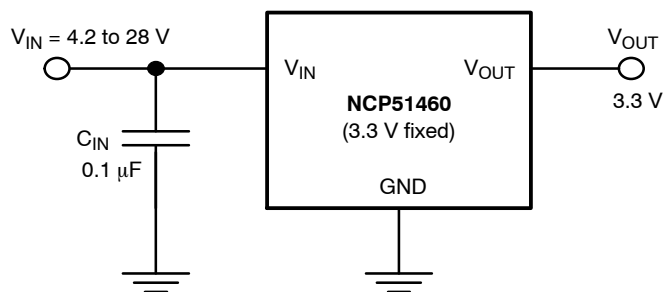 V_IN = 4.2 to 28 V
V_OUT
V_IN
V_OUT
3.3 V
NCP51460
(3.3 V fixed)
C_IN
0.1 μF
GND